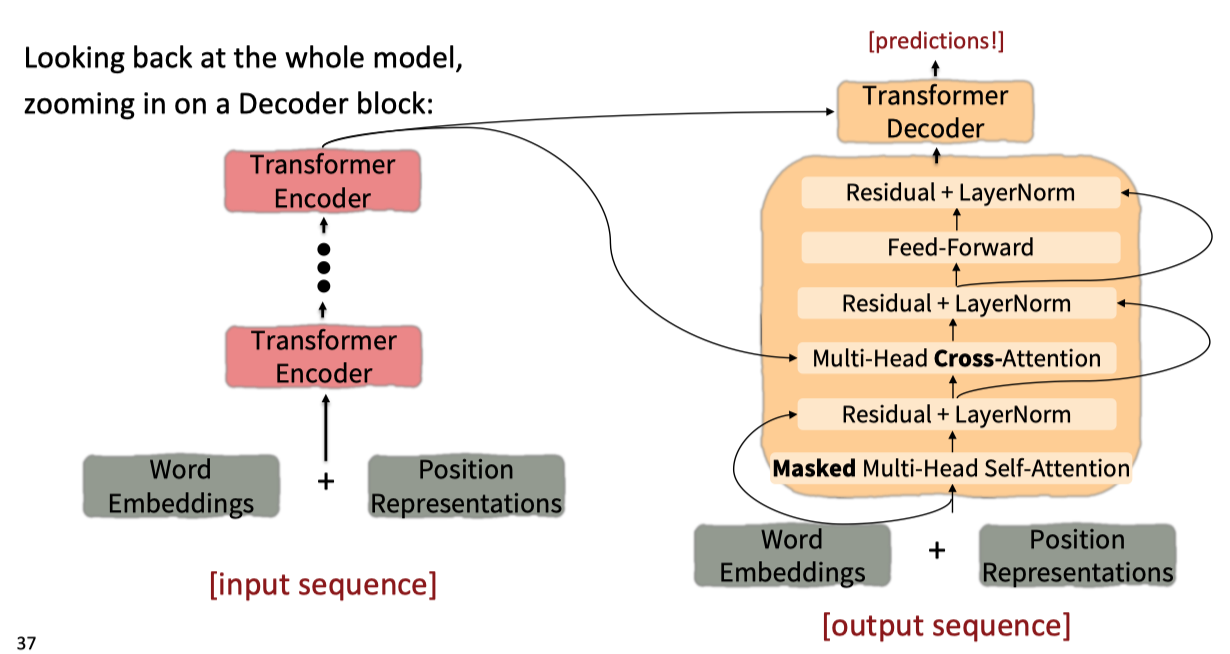 Looking back at the whole model,
zooming in on a Decoder block:
Transformer
Encoder
Transformer
Encoder
Word
Embeddings
+
Position
Representations
[input sequence]
37
[predictions!]
Transformer
Decoder
Residual + LayerNorm
Feed-Forward
Residual + LayerNorm
Multi-Head Cross-Attention
Residual + LayerNorm
Masked Multi-Head Self-Attention
Word
Embeddings
+
Position
Representations
[output sequence]